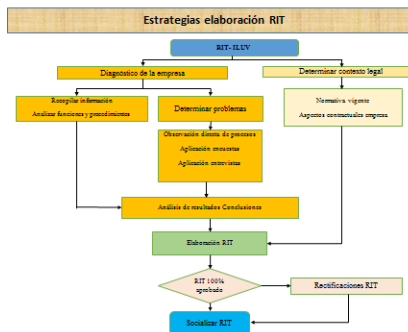 Estrategias elaboración RIT
RIT- ILUV
Diagnóstico de la empresa
Determinar contexto legal
Recopilar información
Analizar funciones y procedimientos
Determinar problemas
Normativa vigente
Aspectos contractuales empresa
Observación directa de procesos
Aplicación encuestas
Aplicación entrevistas
Análisis de resultados Conclusiones
Elaboración RIT
RIT 100%
aprobado
Rectificaciones RIT
Socializar RIT